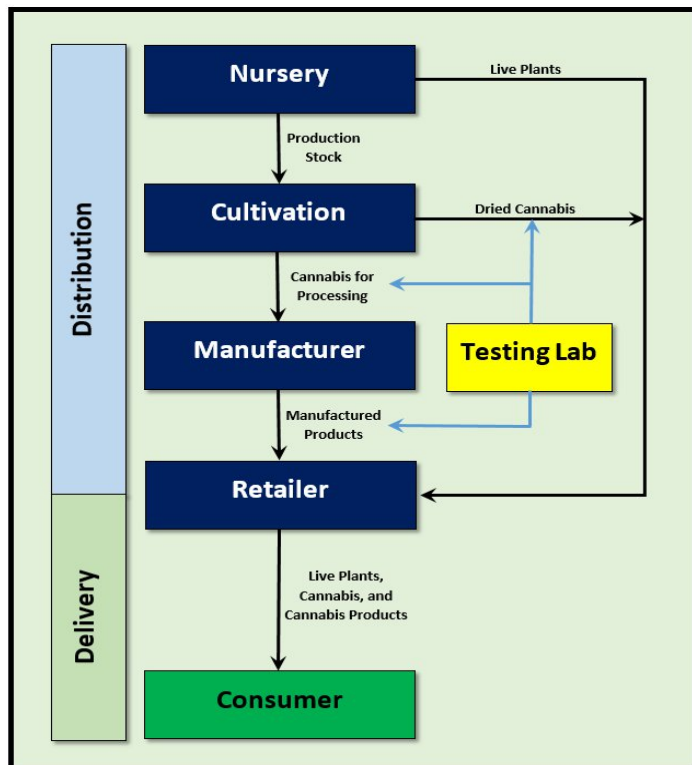 Nursery
Live Plants
Production
Stock
Cultivation
Dried Cannabis
Distribution
Cannabis for
Processing
Manufacturer
Testing Lab
Manufactured
Products
Retailer
Delivery
Live Plants,
Cannabis, and
Cannabis Products
Consumer